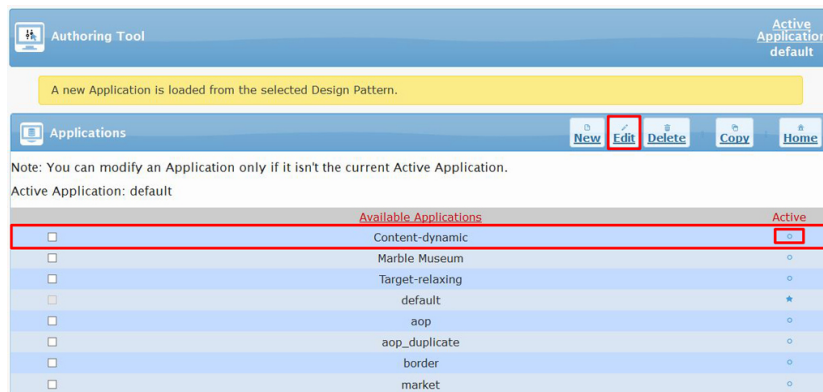 Authoring Tool
Active
Application
default
A new Application is loaded from the selected Design Pattern.
Applications
New Edit Delete Copy Home
Note: You can modify an Application only if it isn't the current Active Application.
Active Application: default
Available Applications Active
Content-dynamic
Marble Museum
Target-relaxing
default
aop
aop_duplicate
border
market